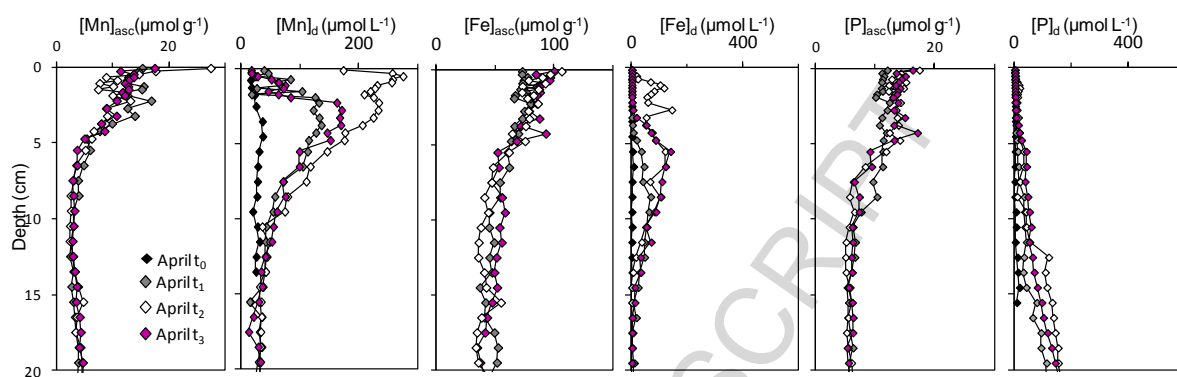 [Mn]asc (µmol g⁻¹) [Mn]d (µmol L⁻¹) [Fe]asc(µmol g⁻¹) [Fe]d (µmol L⁻¹) [P]asc (µmol g⁻¹) [P]d (µmol L⁻¹)
0 20 0 200 0 100 0 400 0 20 0 400
0
5
10
15
20
Depth (cm)
April t₀
April t₁
April t₂
April t₃
SCRIPT